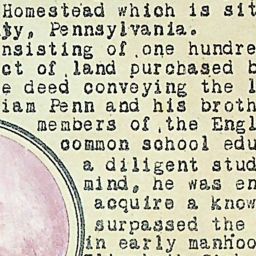 Homestead which is sit
ty, Pennsylvania.
nsisting of one hundre
ct of land purchased b
e deed conveying the l
iam Penn and his broth
members of the Engl
common school edu
a diligent stud
mind, he was en
acquire a know
surpassed the
in early manhoo